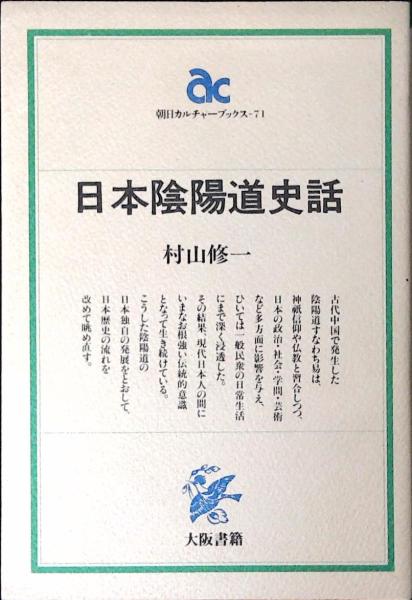 ac
朝日カルチャーブックス-71
日本陰陽道史話
村山修一
古代中国で発生した
陰陽道すなわち易は、
神祇信仰や仏教と習合しつつ、
日本の政治・社会・学問・芸術
など多方面に影響を与え、
ひいては一般民衆の日常生活
にまで深く浸透した。
その結果、現代日本人の間に
いまなお根強い伝統的意識
となって生き続けている。
こうした陰陽道の
日本独自の発展をとおして、
日本歴史の流れを
改めて眺め直す。
大阪書籍